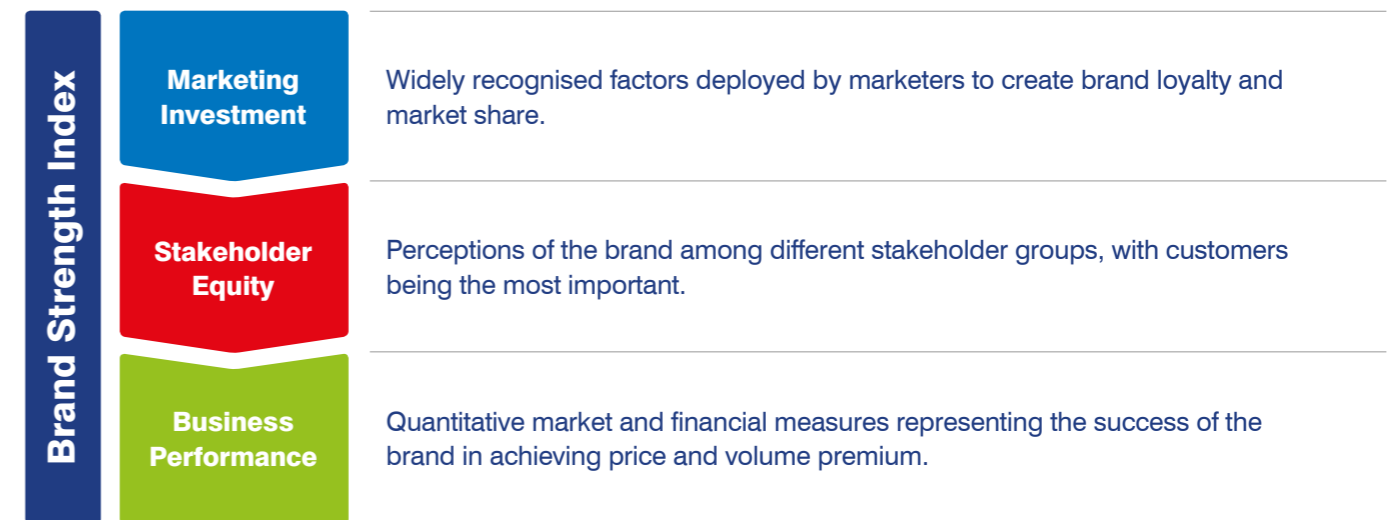 Brand Strength Index
Marketing
Investment
Widely recognised factors deployed by marketers to create brand loyalty and
market share.
Stakeholder
Equity
Perceptions of the brand among different stakeholder groups, with customers
being the most important.
Business
Performance
Quantitative market and financial measures representing the success of the
brand in achieving price and volume premium.